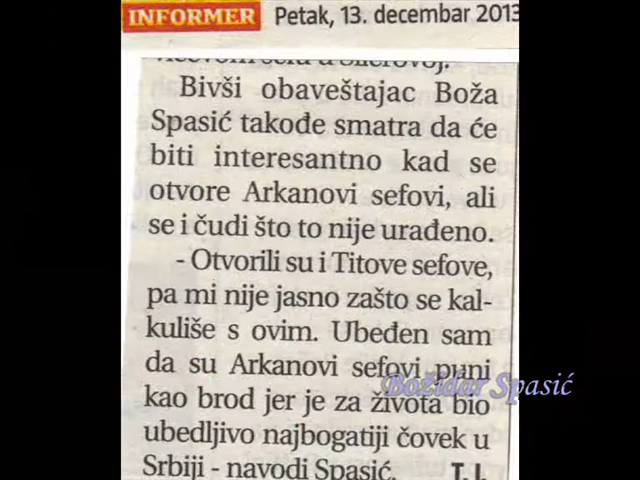 INFORMER Petak, 13. decembar 2013
Bivši obaveštajac Boža
Spasić takođe smatra da će
biti interesantno kad se
otvore Arkanovi sefovi, ali
se i čudi što to nije urađeno.
- Otvorili su i Titove sefove,
pa mi nije jasno zašto se kal-
kuliše s ovim. Ubeđen sam
da su Arkanovi sefovi puni
Božidar Spasić
kao brod jer je za života bio
ubedljivo najbogatiji čovek u
Srbiji - navodi Spasić. T. J.